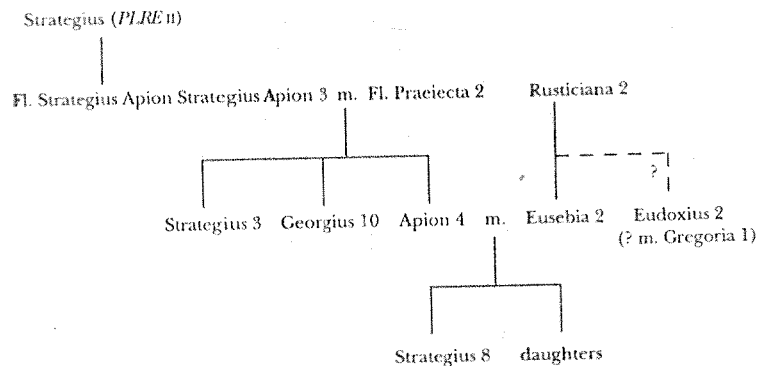 Strategius (PLRE II)
Fl. Strategius Apion Strategius Apion 3 m. Fl. Praeiecta 2 Rusticiana 2
?
Strategius 3 Georgius 10 Apion 4 m. Eusebia 2 Eudoxius 2
(? m. Gregoria 1)
Strategius 8 daughters